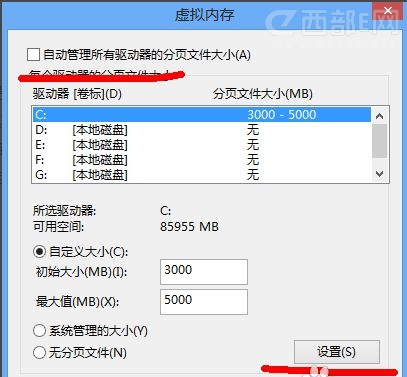 虚拟内存
西部E网
自动管理所有驱动器的分页文件大小(A)
每个驱动器的分页文件大小
驱动器 [卷标](D) 分页文件大小(MB)
C: 3000 - 5000
D: [本地磁盘] 无
E: [本地磁盘] 无
F: [本地磁盘] 无
G: [本地磁盘] 无
所选驱动器: C:
可用空间: 85955 MB
自定义大小(C):
初始大小(MB)(I): 3000
最大值(MB)(X): 5000
系统管理的大小(Y)
无分页文件(N) 设置(S)